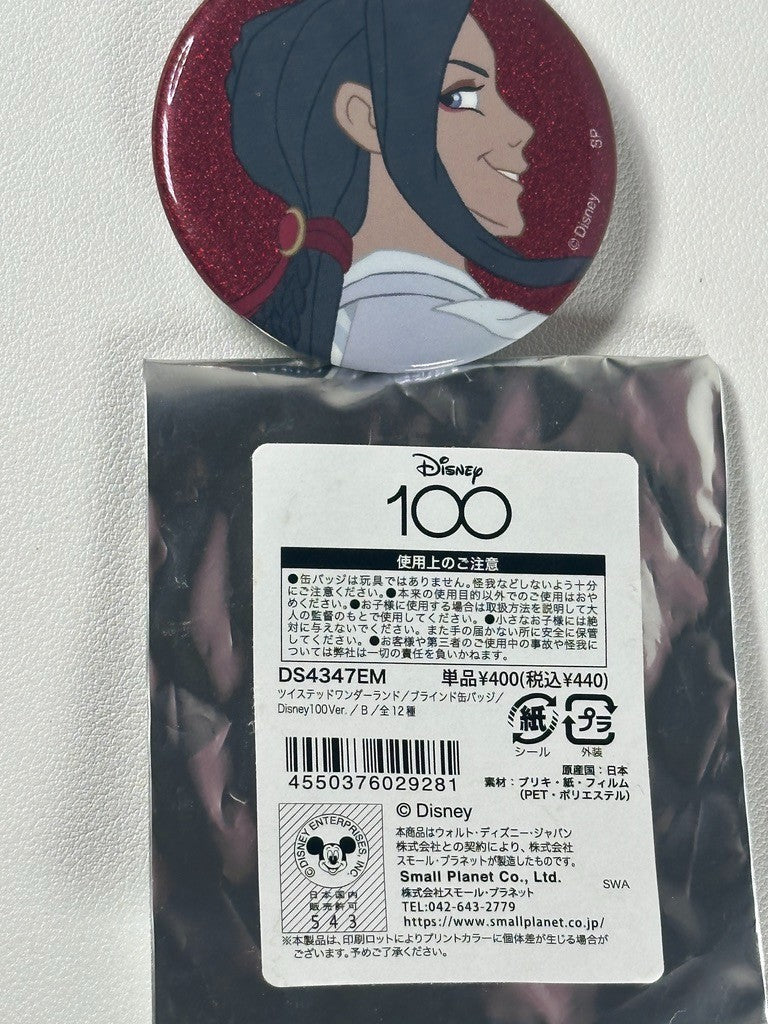 SP
© Disney
Disney
100
使用上のご注意
●缶バッジは玩具ではありません。怪我などしないよう十分
にご注意ください。●本来の使用目的以外でのご使用はおや
めください。●お子様に使用する場合は取扱方法を説明して大
人の監督のもとで使用してください。●小さなお子様には絶
対に与えないでください。また手の届かない所に安全に保管
してください。●お客様や第三者のご使用中の事故や怪我に
ついては弊社は一切の責任を負いかねます。
DS4347EM 単品¥400(税込¥440)
ツイステッドワンダーランド/ブラインド缶バッジ/
Disney100Ver./B/全12種
紙 プラ
シール 外装
4550376029281
原産国：日本
素材：ブリキ・紙・フィルム
(PET・ポリエステル)
© Disney
©DISNEY ENTERPRISES, INC.
日本国内
販売許可
543
本商品はウォルト・ディズニー・ジャパン
株式会社との契約により、株式会社
スモール・プラネットが製造したものです。
Small Planet Co., Ltd.
株式会社スモール・プラネット
SWA
TEL:042-643-2779
https://www.smallplanet.co.jp/
※本製品は、印刷ロットによりプリントカラーに個体差が生じる場合が
ございます。予めご了承ください。